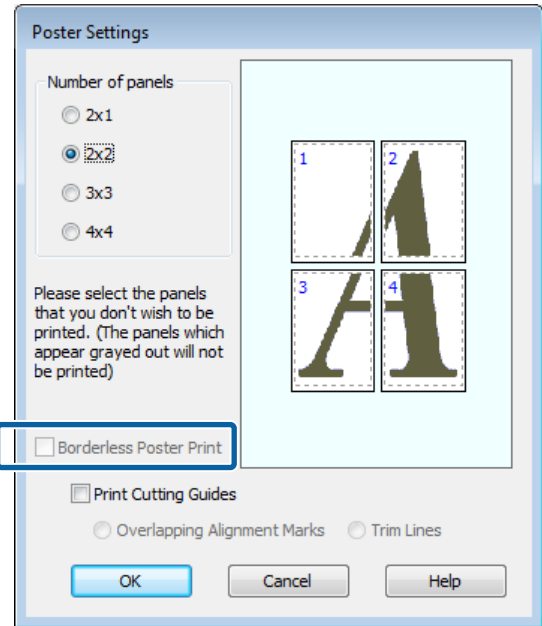 Poster Settings
Number of panels
2x1
2x2
3x3
4x4
1
2
3
4
Please select the panels
that you don't wish to be
printed. (The panels which
appear grayed out will not
be printed)
Borderless Poster Print
Print Cutting Guides
Overlapping Alignment Marks Trim Lines
OK Cancel Help